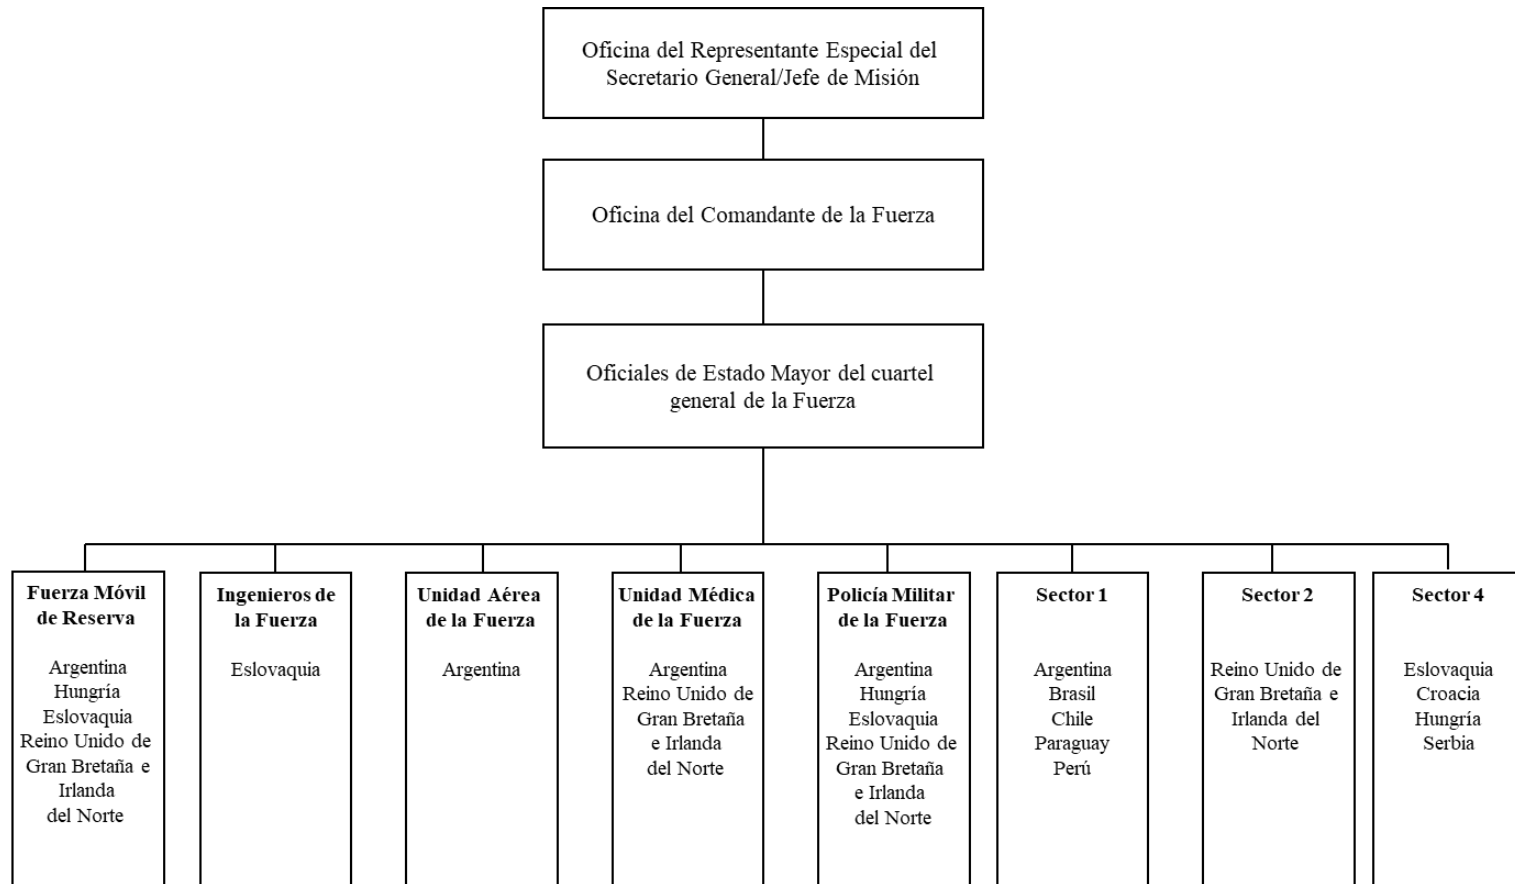 Oficina del Representante Especial del
Secretario General/Jefe de Misión
Oficina del Comandante de la Fuerza
Oficiales de Estado Mayor del cuartel
general de la Fuerza
Fuerza Móvil
de Reserva
Argentina
Hungría
Eslovaquia
Reino Unido de
Gran Bretaña e
Irlanda
del Norte
Ingenieros de
la Fuerza
Eslovaquia
Unidad Aérea
de la Fuerza
Argentina
Unidad Médica
de la Fuerza
Argentina
Reino Unido de
Gran Bretaña
e Irlanda
del Norte
Policía Militar
de la Fuerza
Argentina
Hungría
Eslovaquia
Reino Unido de
Gran Bretaña
e Irlanda
del Norte
Sector 1
Argentina
Brasil
Chile
Paraguay
Perú
Sector 2
Reino Unido de
Gran Bretaña e
Irlanda del
Norte
Sector 4
Eslovaquia
Croacia
Hungría
Serbia